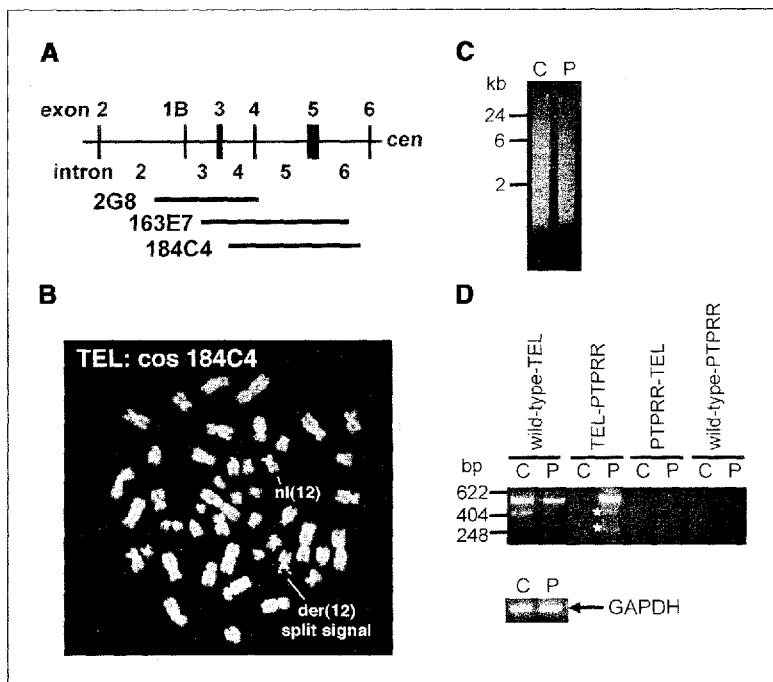 A
exon 2 1B 3 4 5 6
cen
intron 2 3 4 5 6
2G8
163E7
184C4
B
TEL: cos 184C4
nl(12)
der(12)
split signal
C
C P
kb
24
6
2
D
wild-type-TEL
TEL-PTPRR
PTPRR-TEL
wild-type-PTPRR
bp C P C P C P C P
622
404
248
C P
GAPDH